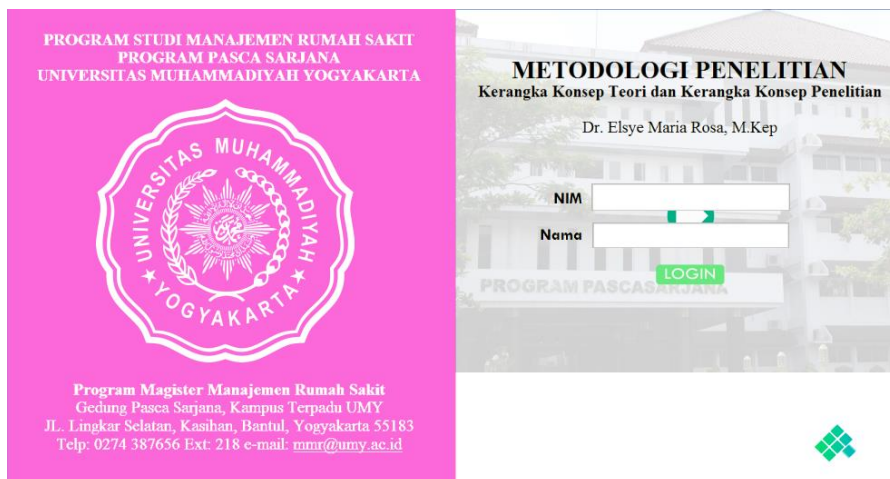 PROGRAM STUDI MANAJEMEN RUMAH SAKIT
PROGRAM PASCA SARJANA
UNIVERSITAS MUHAMMADIYAH YOGYAKARTA
UNIVERSITAS MUHAMMADIYAH
YOGYAKARTA
Program Magister Manajemen Rumah Sakit
Gedung Pasca Sarjana, Kampus Terpadu UMY
JL. Lingkar Selatan, Kasihan, Bantul, Yogyakarta 55183
Telp: 0274 387656 Ext: 218 e-mail: mmr@umy.ac.id
METODOLOGI PENELITIAN
Kerangka Konsep Teori dan Kerangka Konsep Penelitian
Dr. Elsye Maria Rosa, M.Kep
NIM
Nama
LOGIN
PROGRAM PASCASARJANA